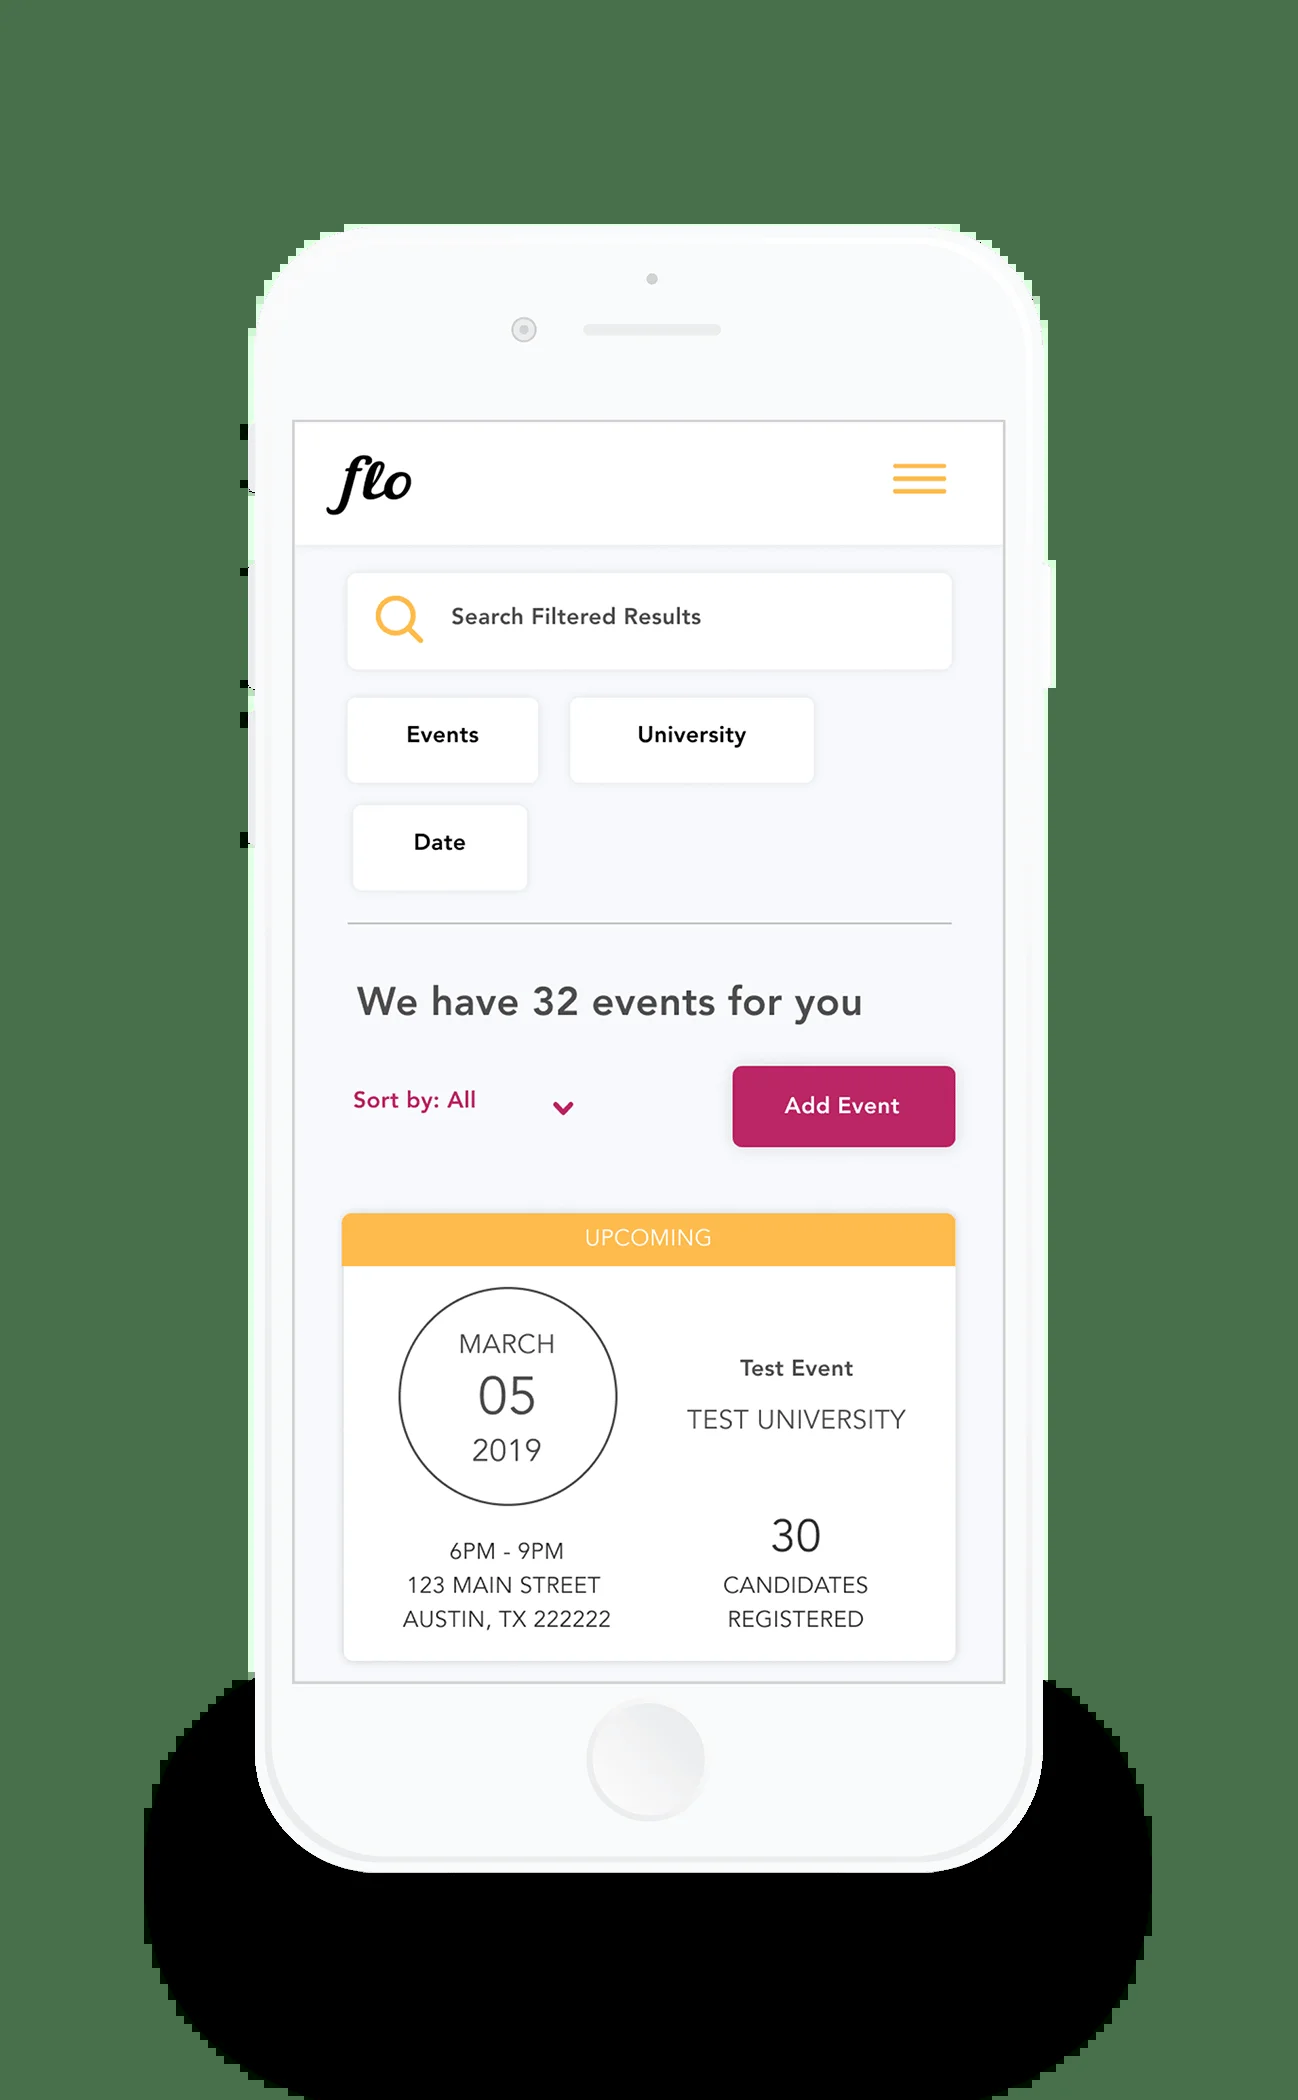 flo
Search Filtered Results
Events
University
Date
We have 32 events for you
Sort by: All
Add Event
UPCOMING
MARCH
05
2019
Test Event
TEST UNIVERSITY
6PM - 9PM
123 MAIN STREET
AUSTIN, TX 222222
30
CANDIDATES
REGISTERED